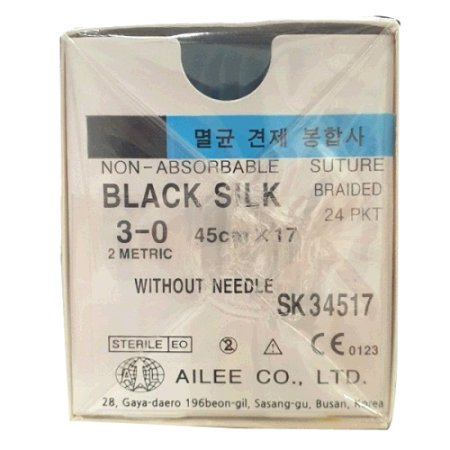 멸균 견제 봉합사
NON-ABSORBABLE SUTURE
BLACK SILK BRAIDED
24 PKT
3-0 45cm X 17
2 METRIC
WITHOUT NEEDLE
SK34517
STERILE EO 2 CE 0123
AILEE CO., LTD.
28, Gaya-daero 196beon-gil, Sasang-gu, Busan, Korea